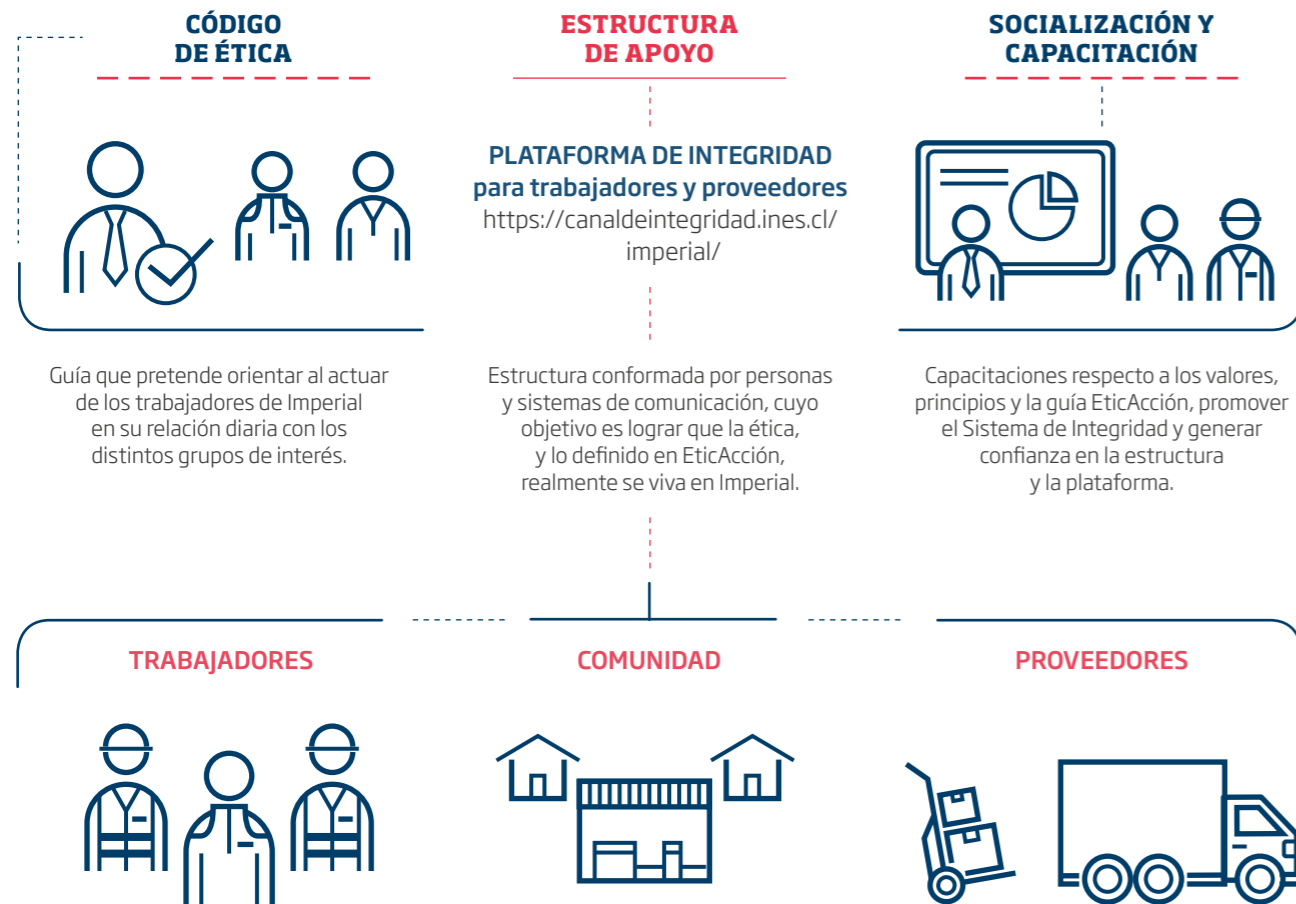 CÓDIGO
DE ÉTICA
Guía que pretende orientar al actuar
de los trabajadores de Imperial
en su relación diaria con los
distintos grupos de interés.
ESTRUCTURA
DE APOYO
PLATAFORMA DE INTEGRIDAD
para trabajadores y proveedores
https://canaldeintegridad.ines.cl/
imperial/
Estructura conformada por personas
y sistemas de comunicación, cuyo
objetivo es lograr que la ética,
y lo definido en EticAcción,
realmente se viva en Imperial.
SOCIALIZACIÓN Y
CAPACITACIÓN
Capacitaciones respecto a los valores,
principios y la guía EticAcción, promover
el Sistema de Integridad y generar
confianza en la estructura
y la plataforma.
TRABAJADORES
COMUNIDAD
PROVEEDORES